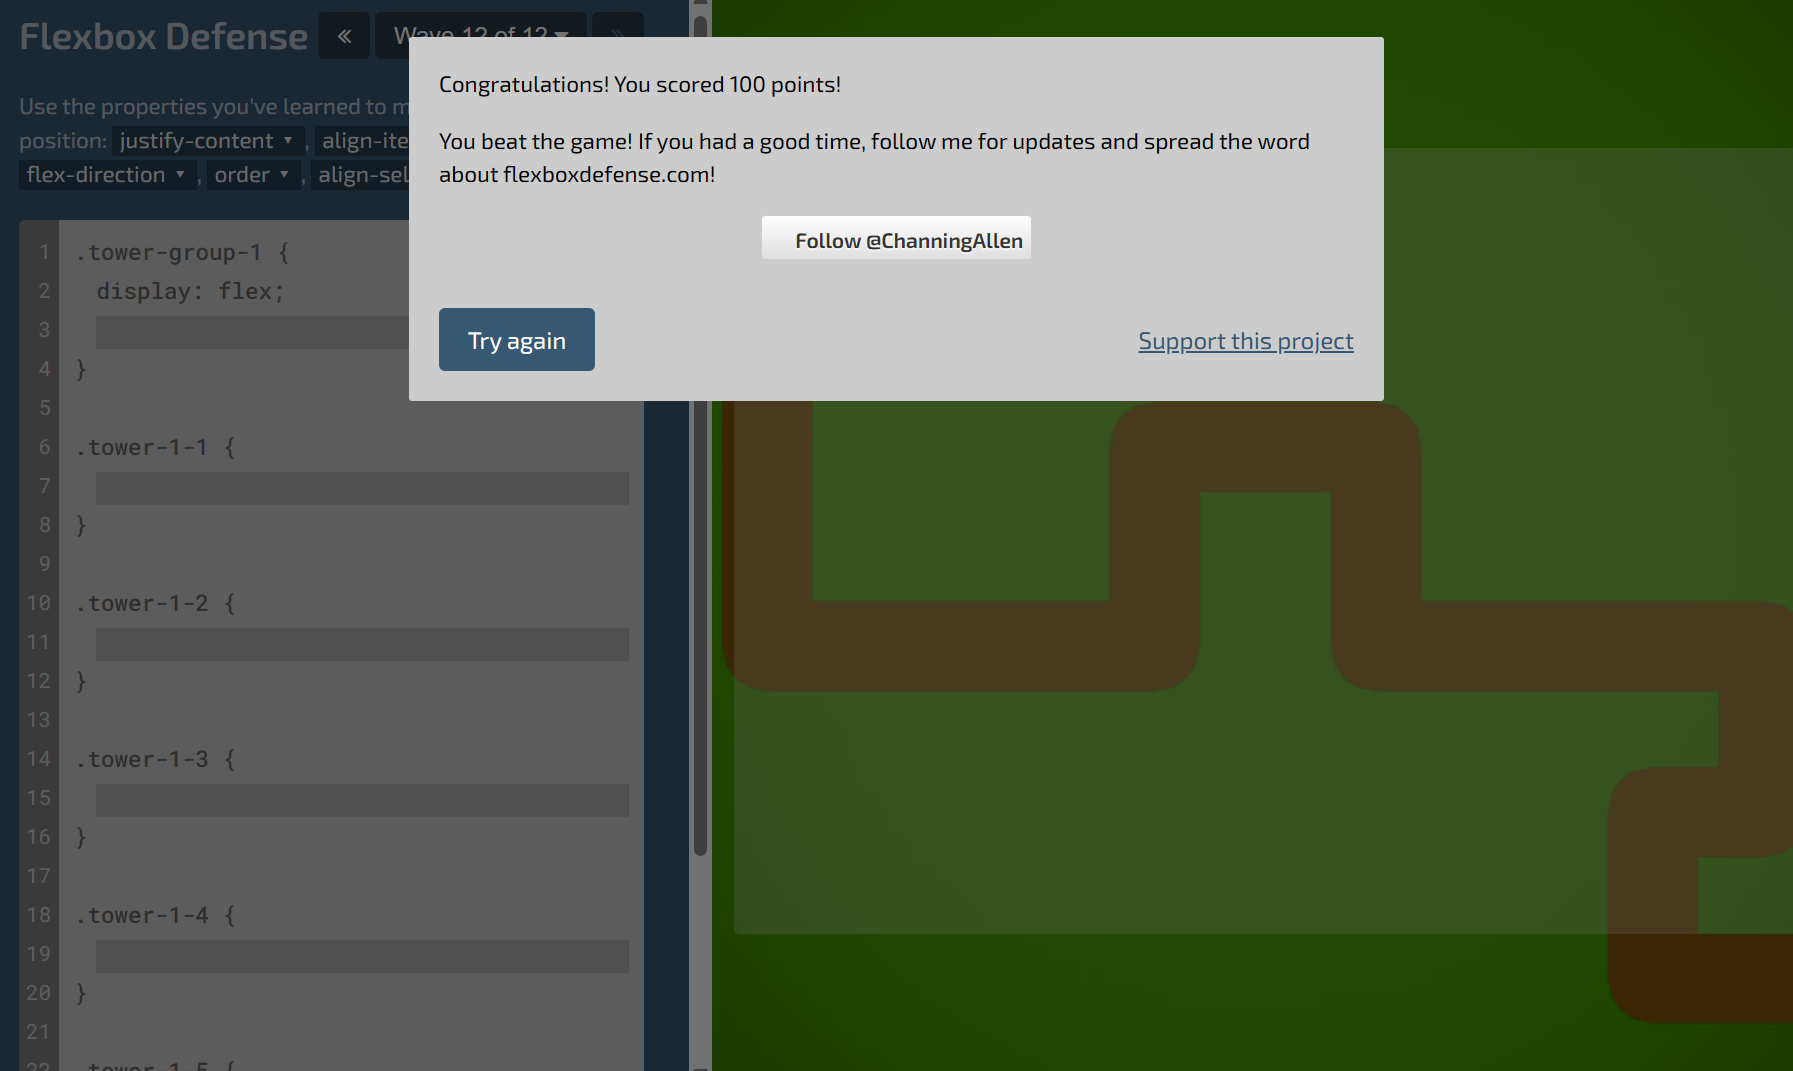 Flexbox Defense « Wave 12 of 12 ▾ »
Congratulations! You scored 100 points!
You beat the game! If you had a good time, follow me for updates and spread the word
about flexboxdefense.com!
Follow @ChanningAllen
Try again
Support this project
Use the properties you've learned to m
position: justify-content ▾ , align-ite
flex-direction ▾ , order ▾ , align-sel
1 .tower-group-1 {
2 display: flex;
3
4 }
5
6 .tower-1-1 {
7
8 }
9
10 .tower-1-2 {
11
12 }
13
14 .tower-1-3 {
15
16 }
17
18 .tower-1-4 {
19
20 }
21
22 .tower-1-5 {